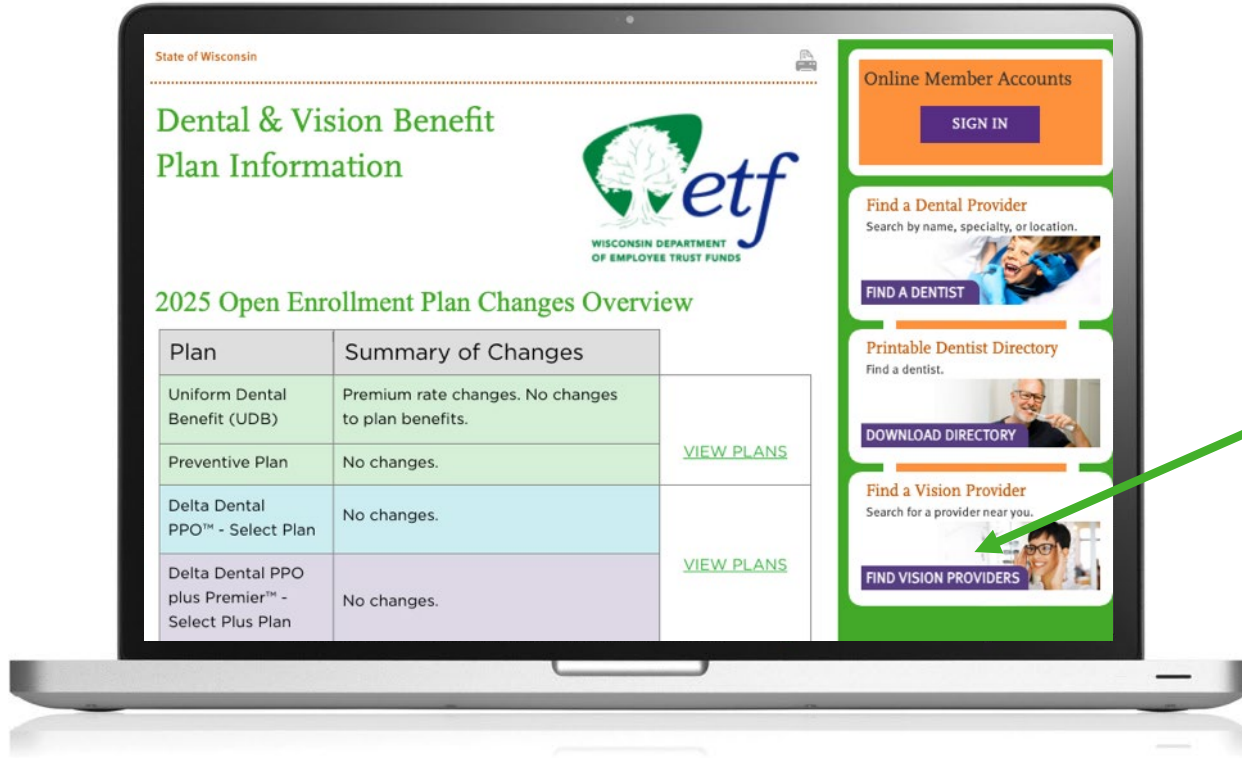 State of Wisconsin
Dental & Vision Benefit
Plan Information
etf
WISCONSIN DEPARTMENT
OF EMPLOYEE TRUST FUNDS
2025 Open Enrollment Plan Changes Overview
Plan
Summary of Changes
Uniform Dental
Benefit (UDB)
Premium rate changes. No changes
to plan benefits.
Preventive Plan
No changes.
VIEW PLANS
Delta Dental
PPO™ - Select Plan
No changes.
Delta Dental PPO
plus Premier™ -
Select Plus Plan
No changes.
VIEW PLANS
Online Member Accounts
SIGN IN
Find a Dental Provider
Search by name, specialty, or location.
FIND A DENTIST
Printable Dentist Directory
Find a dentist.
DOWNLOAD DIRECTORY
Find a Vision Provider
Search for a provider near you.
FIND VISION PROVIDERS